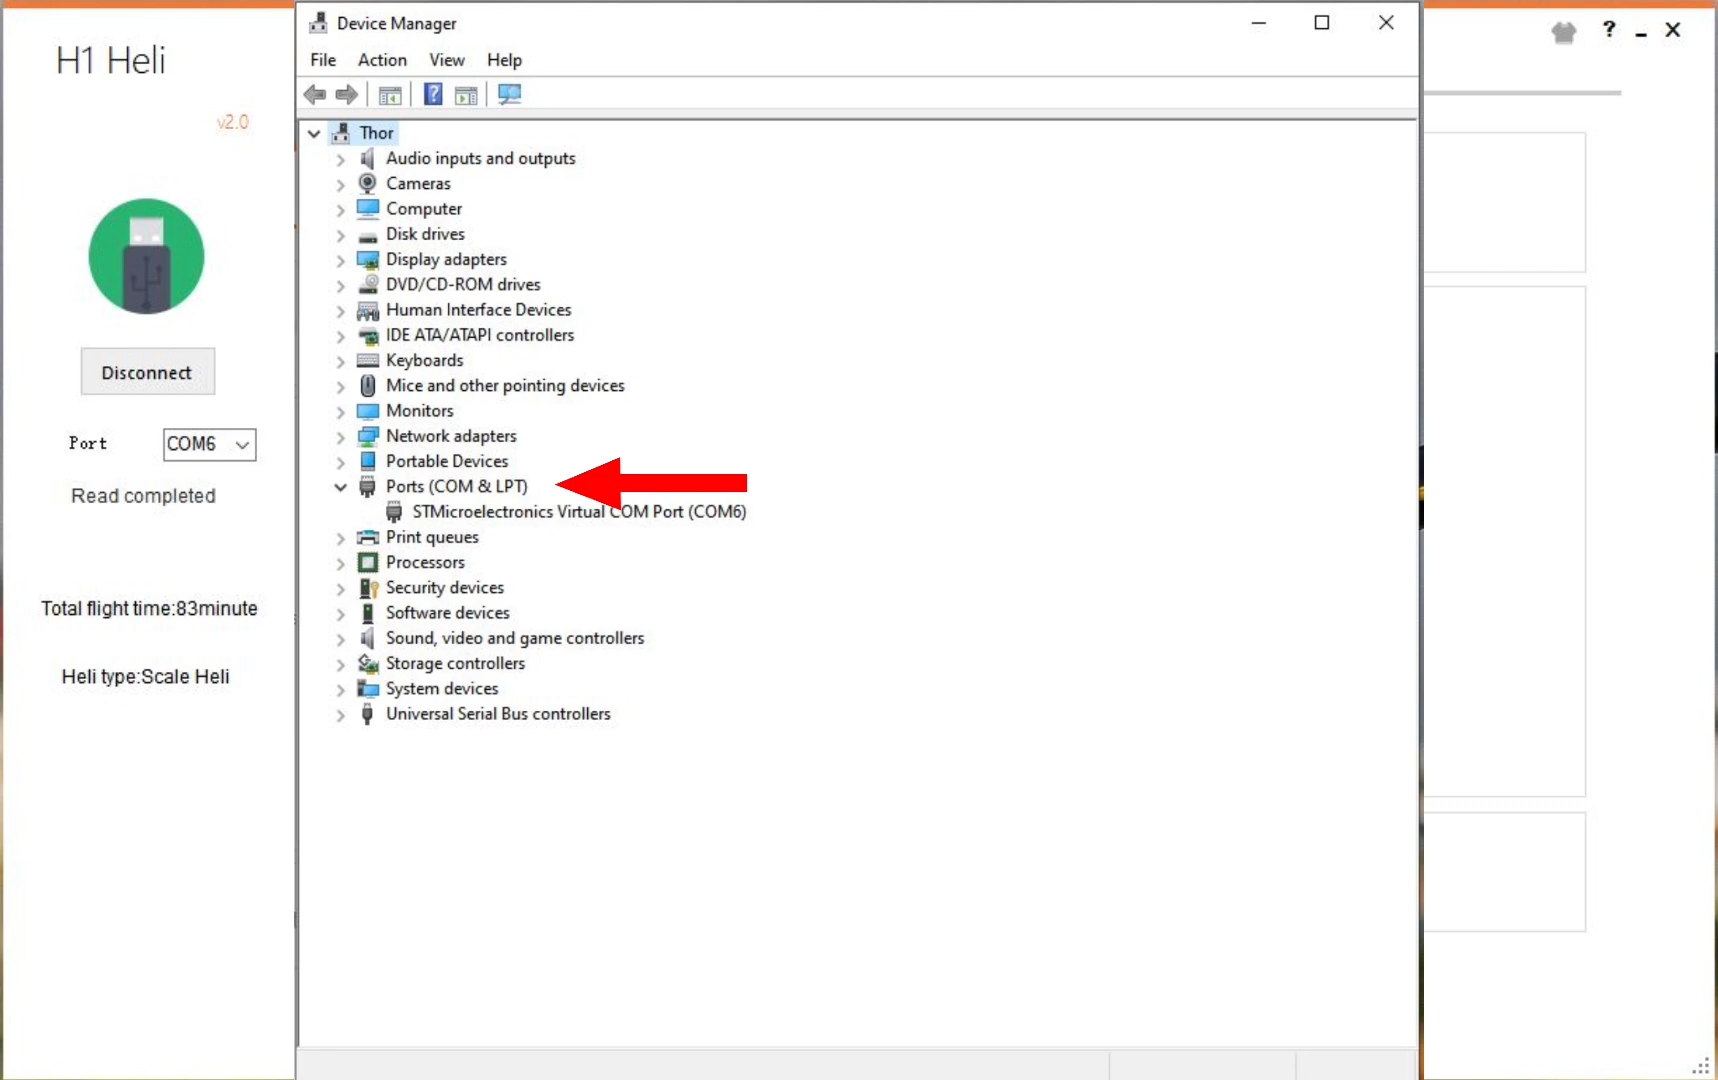 H1 Heli
v2.0
Disconnect
Port
COM6
Read completed
Total flight time:83minute
Heli type:Scale Heli
Device Manager
File Action View Help
Thor
Audio inputs and outputs
Cameras
Computer
Disk drives
Display adapters
DVD/CD-ROM drives
Human Interface Devices
IDE ATA/ATAPI controllers
Keyboards
Mice and other pointing devices
Monitors
Network adapters
Portable Devices
Ports (COM & LPT)
STMicroelectronics Virtual COM Port (COM6)
Print queues
Processors
Security devices
Software devices
Sound, video and game controllers
Storage controllers
System devices
Universal Serial Bus controllers